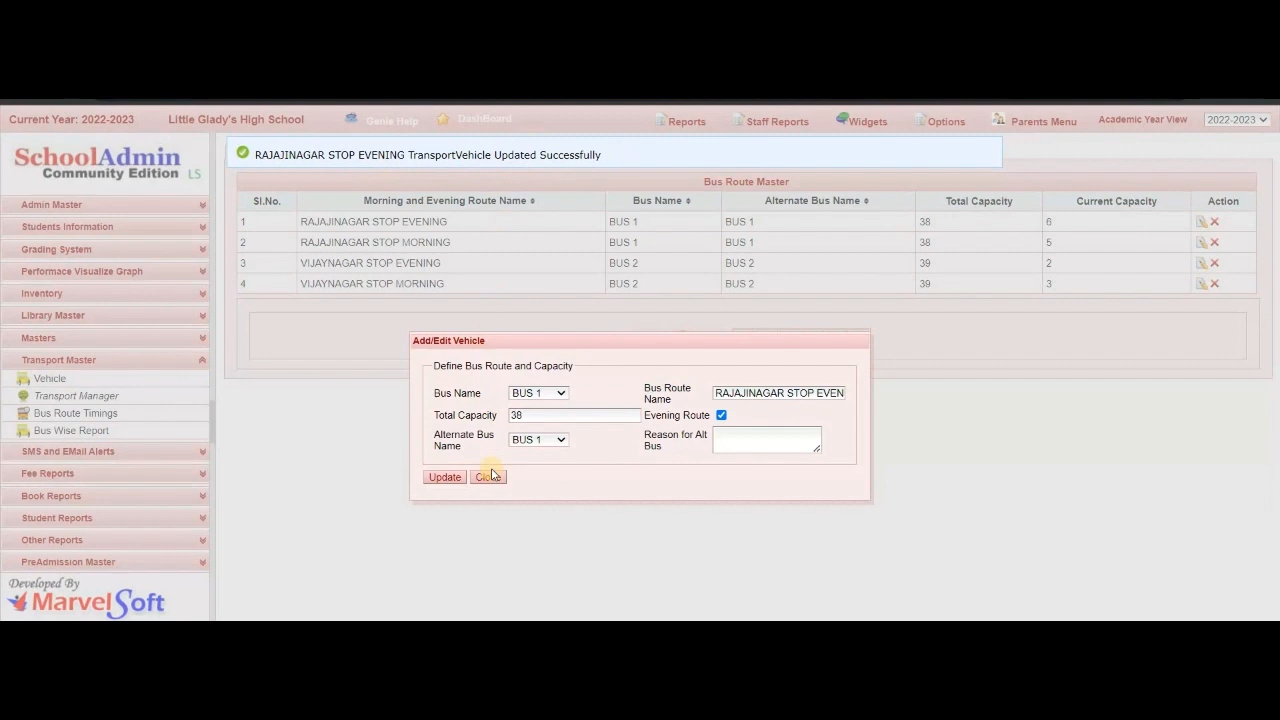 Current Year: 2022-2023 Little Glady's High School Genie Help DashBoard Reports Staff Reports Widgets Options Parents Menu Academic Year View 2022-2023
SchoolAdmin
Community Edition LS
Admin Master
Students Information
Grading System
Performace Visualize Graph
Inventory
Library Master
Masters
Transport Master
Vehicle
Transport Manager
Bus Route Timings
Bus Wise Report
SMS and EMail Alerts
Fee Reports
Book Reports
Student Reports
Other Reports
PreAdmission Master
Developed By
MarvelSoft
RAJAJINAGAR STOP EVENING TransportVehicle Updated Successfully
Bus Route Master
Sl.No. Morning and Evening Route Name Bus Name Alternate Bus Name Total Capacity Current Capacity Action
1 RAJAJINAGAR STOP EVENING BUS 1 BUS 1 38 6
2 RAJAJINAGAR STOP MORNING BUS 1 BUS 1 38 5
3 VIJAYNAGAR STOP EVENING BUS 2 BUS 2 39 2
4 VIJAYNAGAR STOP MORNING BUS 2 BUS 2 39 3
Add/Edit Vehicle
Define Bus Route and Capacity
Bus Name BUS 1 Bus Route Name RAJAJINAGAR STOP EVEN
Total Capacity 38 Evening Route
Alternate Bus Name BUS 1 Reason for Alt Bus
Update Close